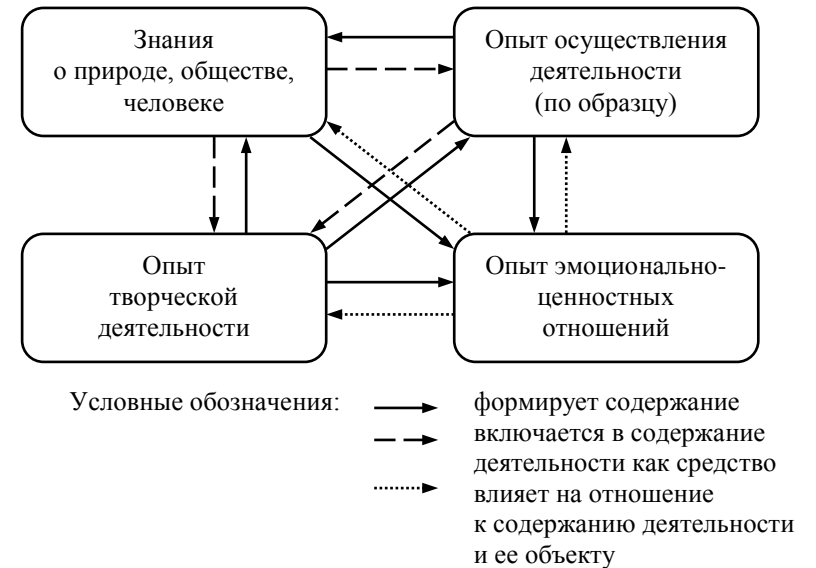 Знания
о природе, обществе,
человеке
Опыт осуществления
деятельности
(по образцу)
Опыт
творческой
деятельности
Опыт эмоционально-
ценностных
отношений
Условные обозначения:
формирует содержание
включается в содержание
деятельности как средство
влияет на отношение
к содержанию деятельности
и ее объекту